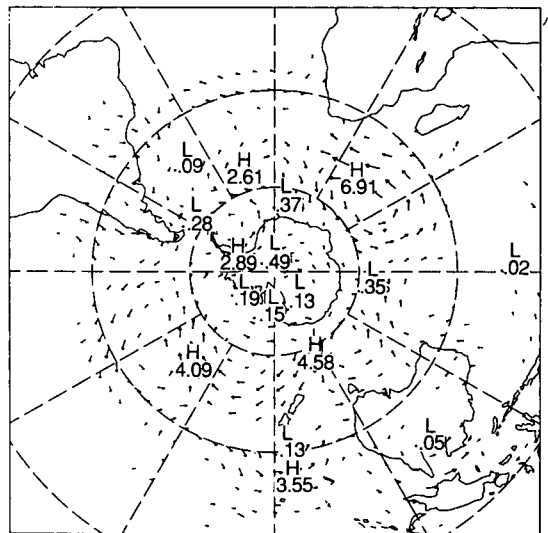 L
.09
H
2.61
H
6.91
L
.37
L
.28
H
2.89
L
.49
L
.02
L
.35
L
.19
L
.15
L
.13
H
4.58
H
4.09
L
.05
L
.13
H
3.55